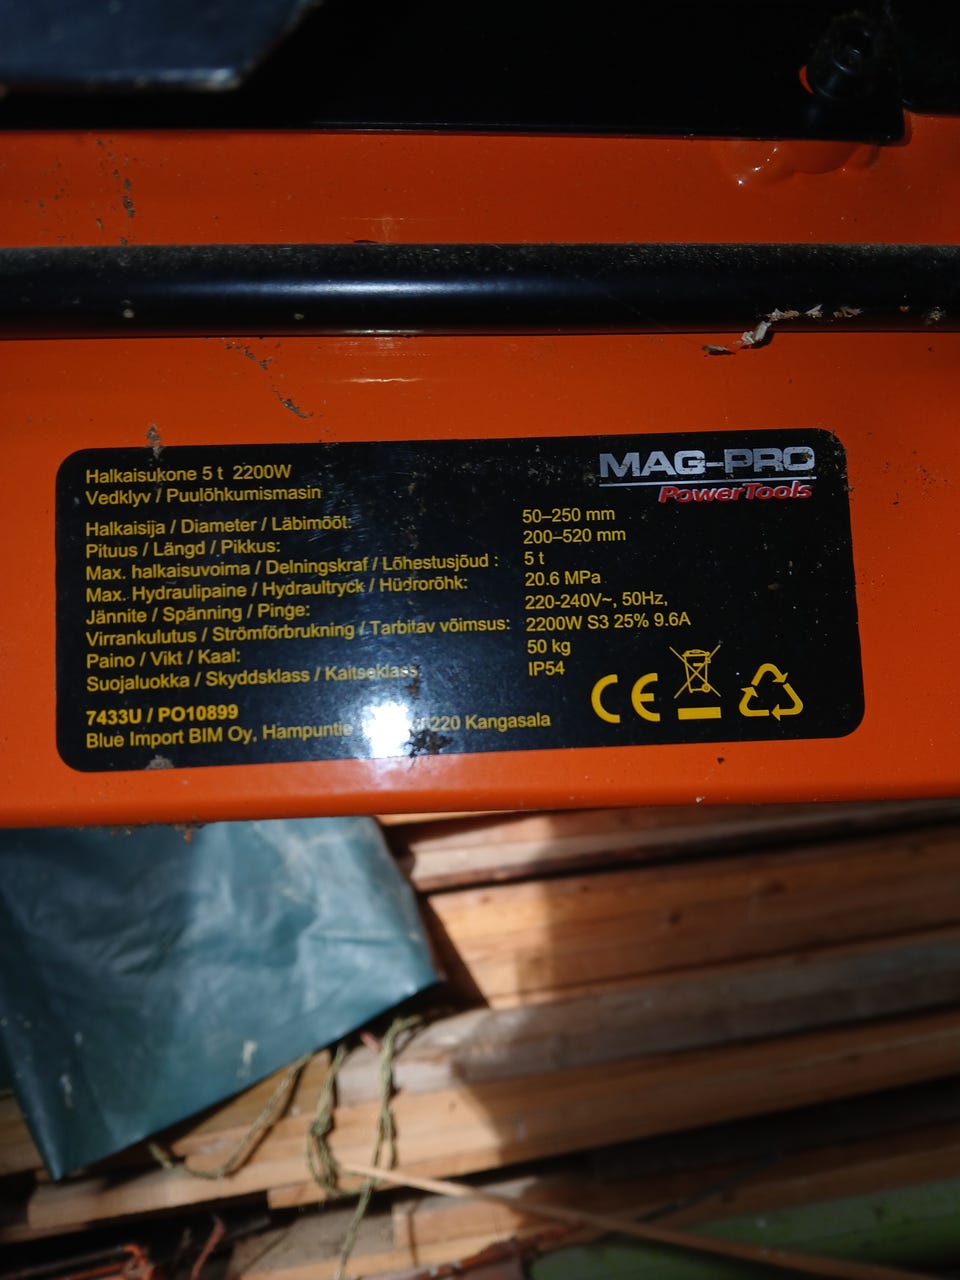 Halkaisukone 5 t 2200W
Vedklyv / Puulõhkumismasin
MAG-PRO
PowerTools
Halkaisija / Diameter / Läbimööt: 50–250 mm
Pituus / Längd / Pikkus: 200–520 mm
Max. halkaisuvoima / Delningskraf / Lõhestusjõud : 5 t
Max. Hydraulipaine / Hydraultryck / Hüdrorõhk: 20.6 MPa
Jännite / Spänning / Pinge: 220-240V~, 50Hz,
Virrankulutus / Strömförbrukning / Tarbitav võimsus: 2200W S3 25% 9.6A
Paino / Vikt / Kaal: 50 kg
Suojaluokka / Skyddsklass / Kaitseklass: IP54
7433U / PO10899
Blue Import BIM Oy, Hampuntie Kangasala
CE